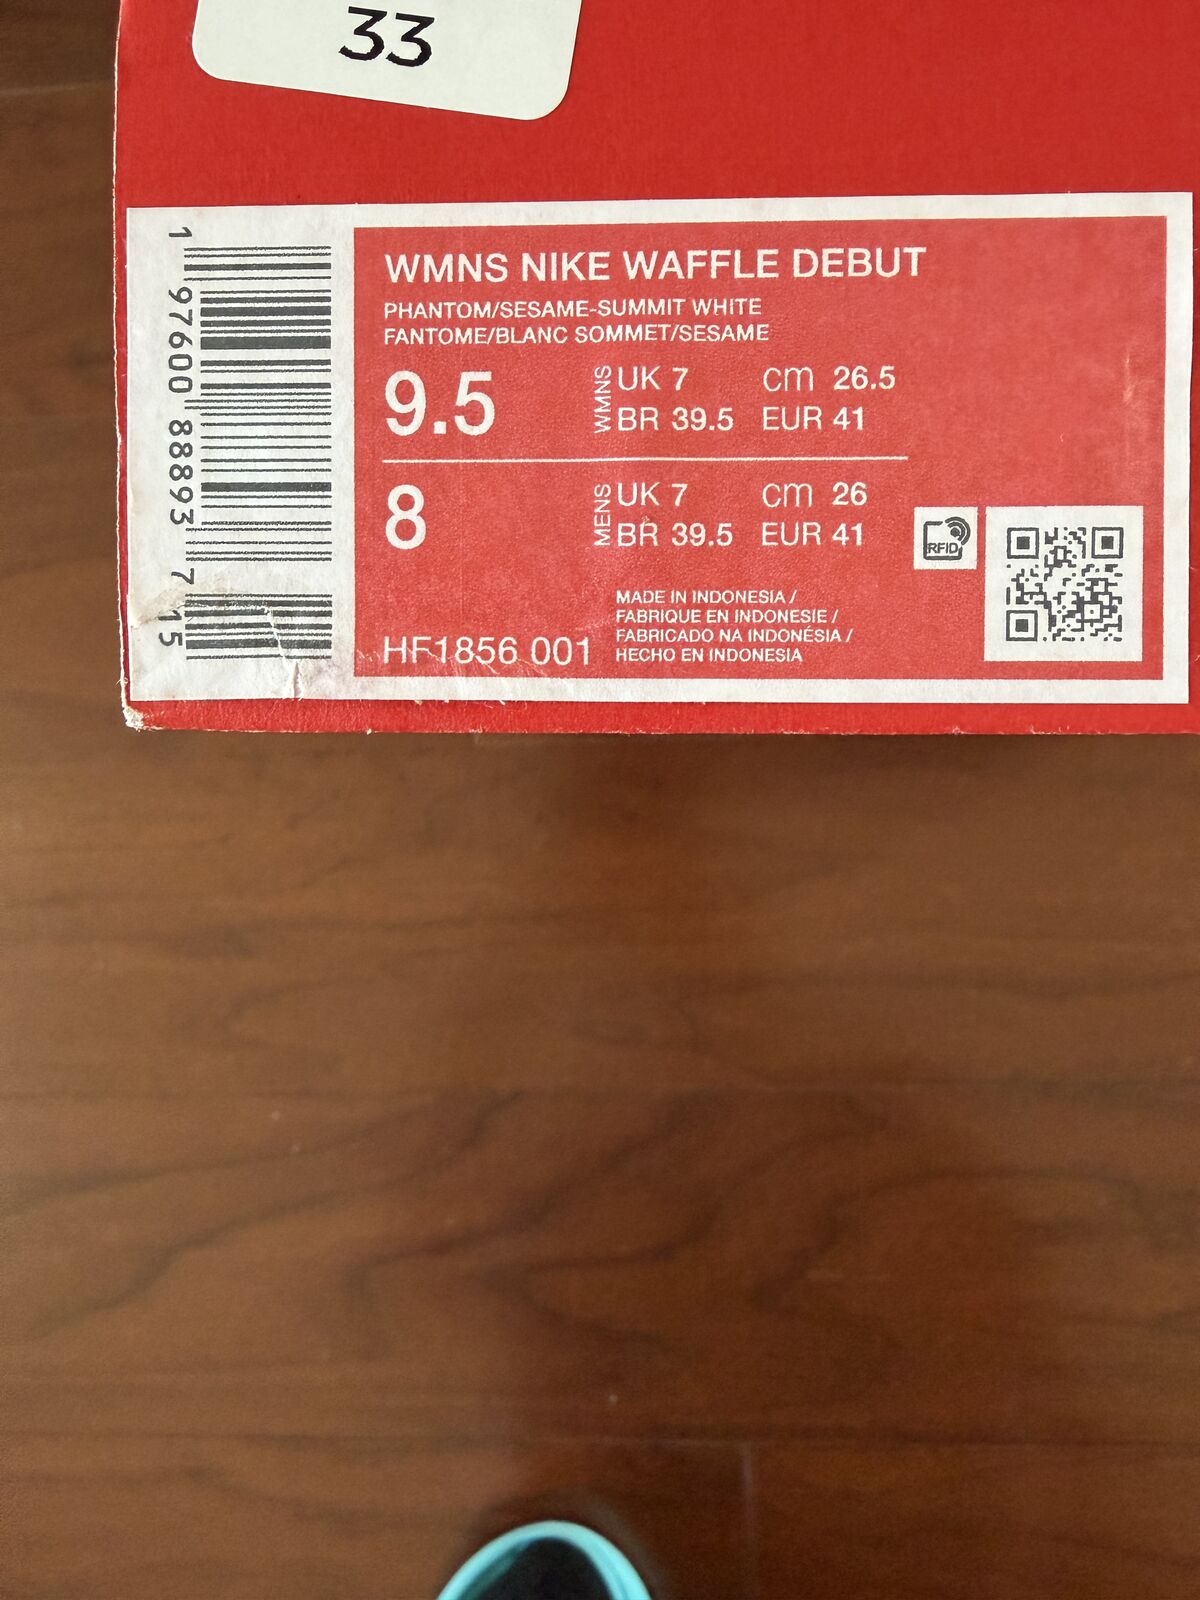 33
WMNS NIKE WAFFLE DEBUT
PHANTOM/SESAME-SUMMIT WHITE
FANTOME/BLANC SOMMET/SESAME
9.5 WMNS UK 7 cm 26.5
BR 39.5 EUR 41
8 MENS UK 7 cm 26
BR 39.5 EUR 41
RFID
MADE IN INDONESIA /
FABRIQUE EN INDONESIE /
FABRICADO NA INDONÉSIA /
HECHO EN INDONESIA
HF1856 001
1 97600 88893 7 15